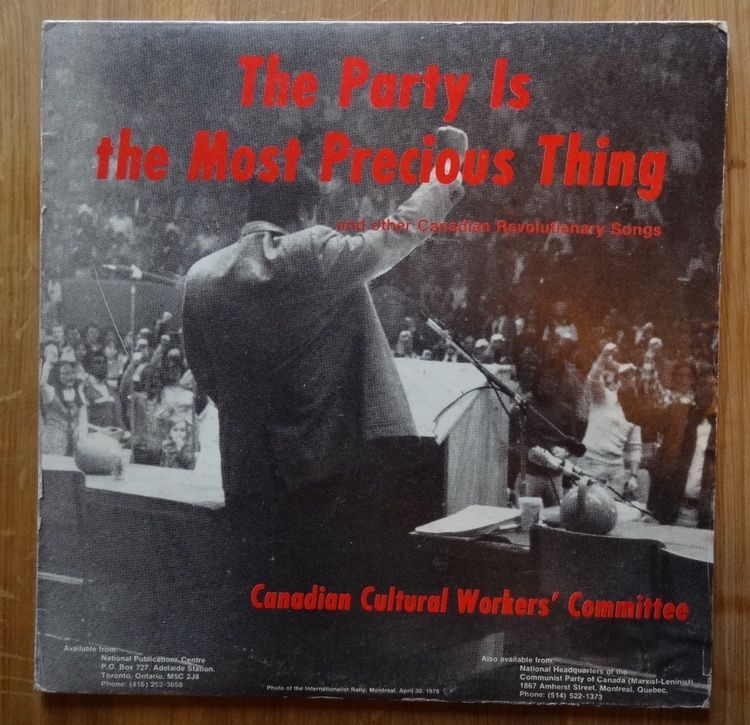 The Party Is
the Most Precious Thing
and other Canadian Revolutionary Songs
Canadian Cultural Workers' Committee
Available from:
National Publications Centre
P.O. Box 727, Adelaide Station,
Toronto, Ontario, M5C 2J8
Phone: (416) 252-3658
Photo of the Internationalist Rally, Montreal, April 30, 1978
Also available from:
National Headquarters of the
Communist Party of Canada (Marxist-Leninist)
1867 Amherst Street, Montreal, Quebec,
Phone: (514) 522-1373